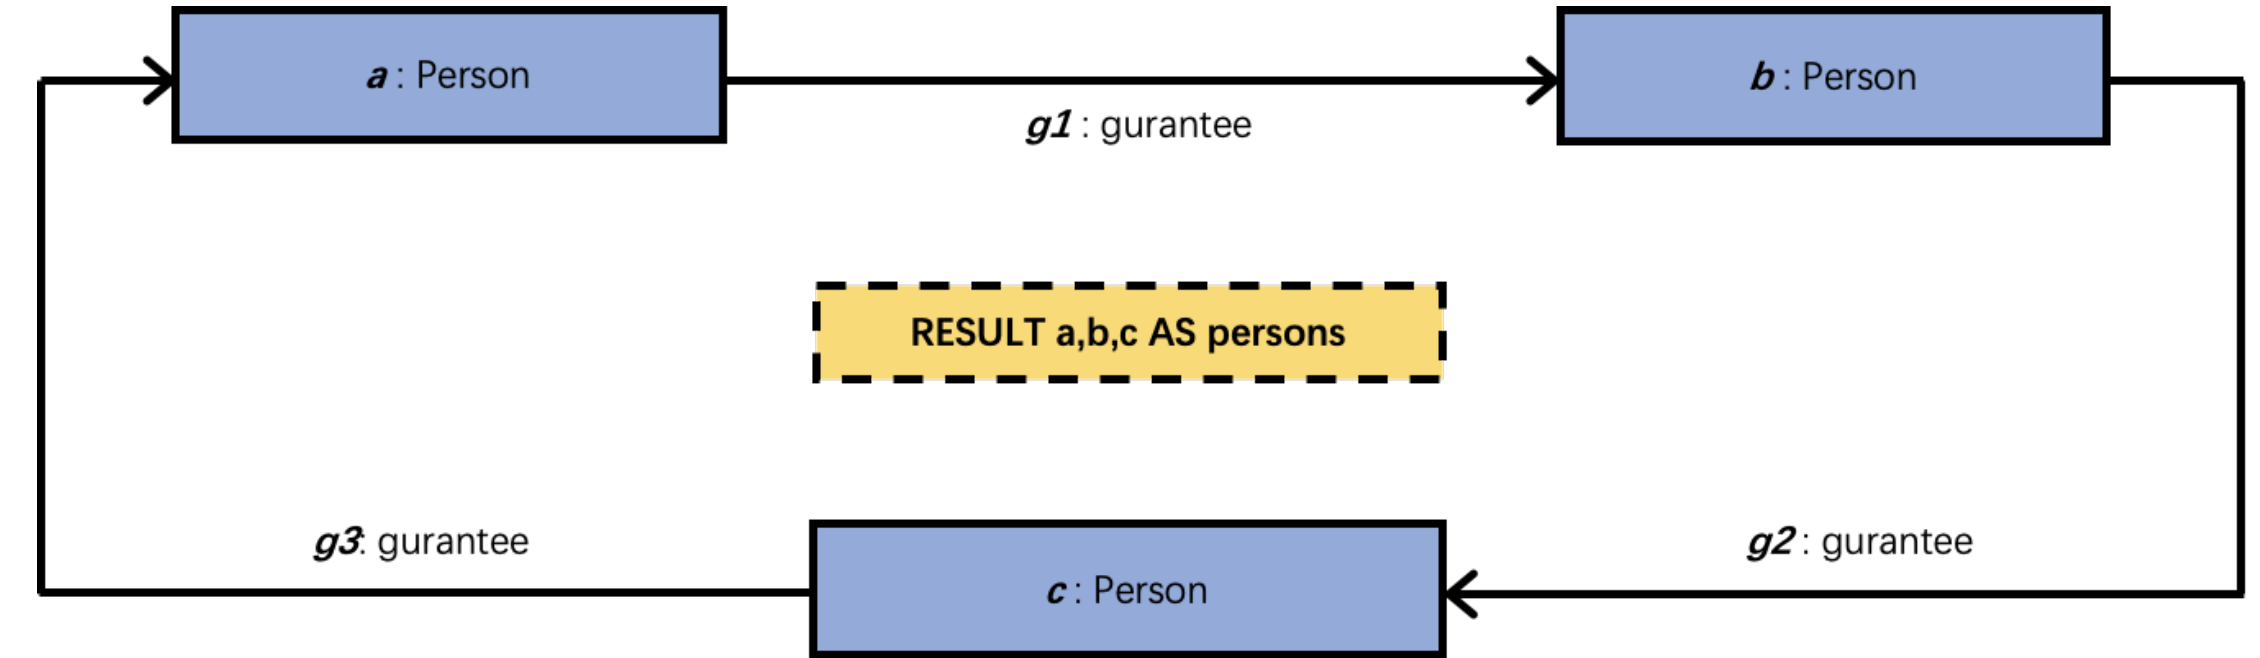 a : Person
b : Person
g1 : gurantee
RESULT a,b,c AS persons
g3: gurantee
g2 : gurantee
c : Person